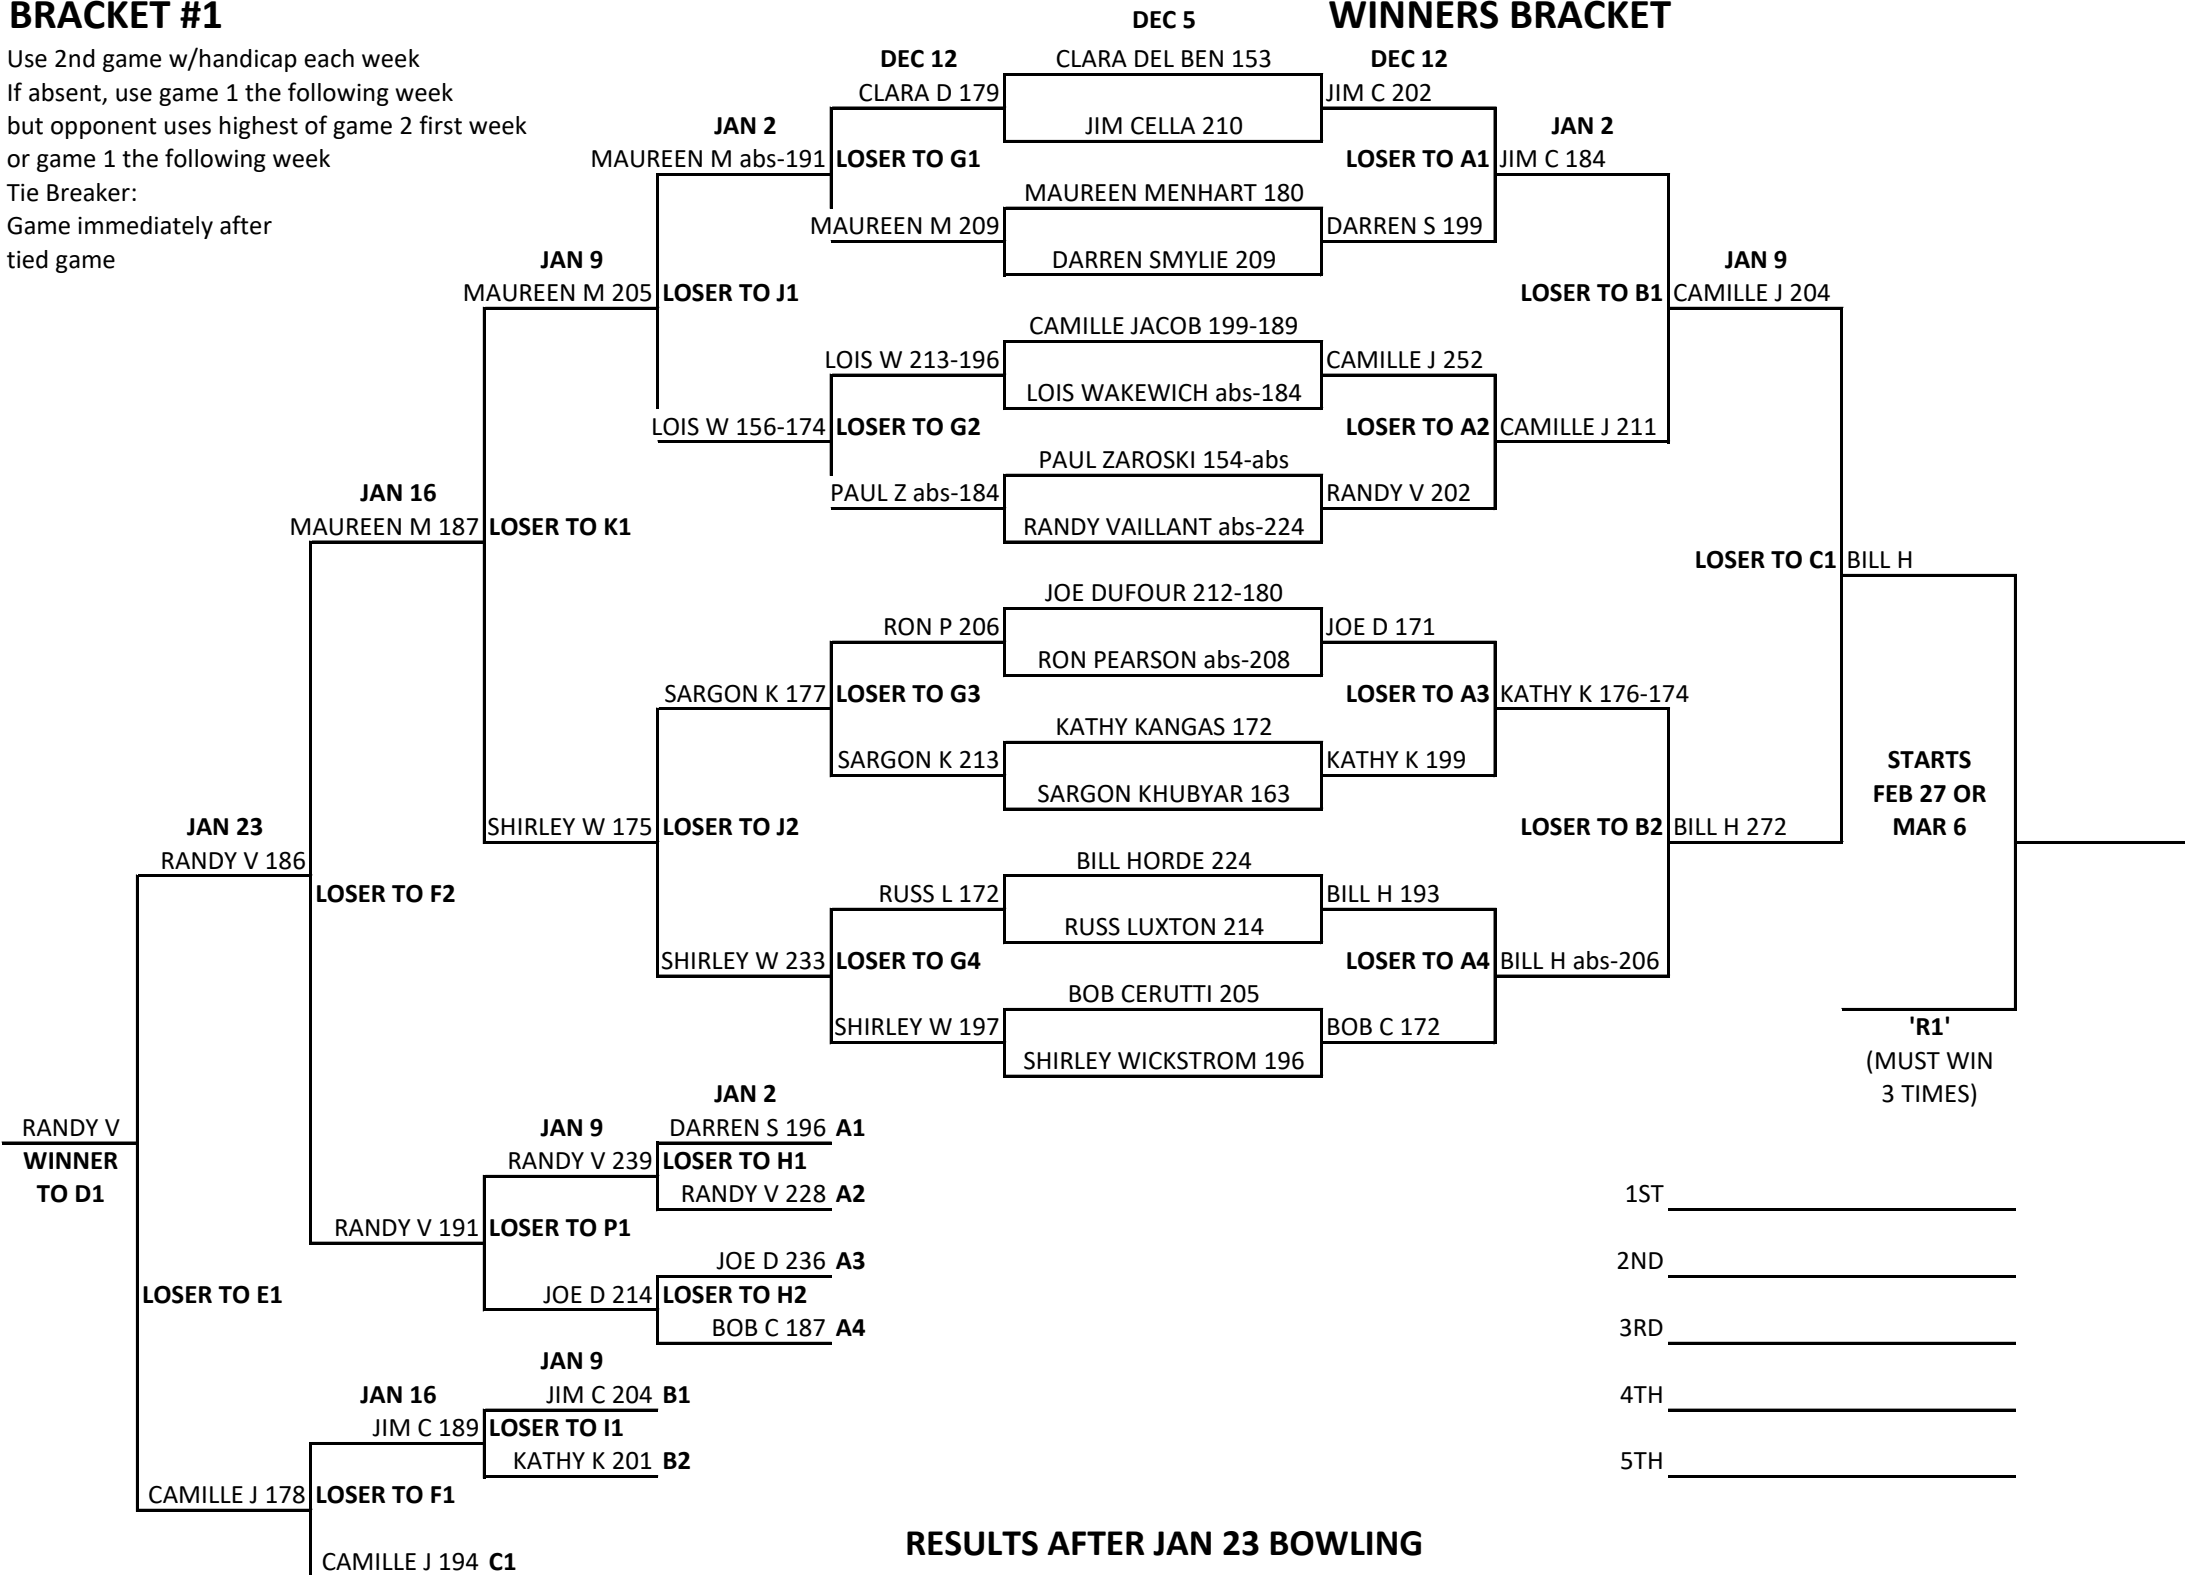 BRACKET #1
DEC 5
WINNERS BRACKET
Use 2nd game w/handicap each week
DEC 12
CLARA DEL BEN 153
DEC 12
If absent, use game 1 the following week
CLARA D 179
JIM C 202
but opponent uses highest of game 2 first week
JAN 2
JIM CELLA 210
JAN 2
or game 1 the following week
MAUREEN M abs-191
LOSER TO G1
LOSER TO A1
JIM C 184
Tie Breaker:
MAUREEN MENHART 180
Game immediately after
MAUREEN M 209
DARREN S 199
tied game
JAN 9
DARREN SMYLIE 209
JAN 9
MAUREEN M 205
LOSER TO J1
LOSER TO B1
CAMILLE J 204
CAMILLE JACOB 199-189
LOIS W 213-196
CAMILLE J 252
LOIS WAKEWICH abs-184
LOIS W 156-174
LOSER TO G2
LOSER TO A2
CAMILLE J 211
PAUL ZAROSKI 154-abs
JAN 16
PAUL Z abs-184
RANDY V 202
MAUREEN M 187
LOSER TO K1
RANDY VAILLANT abs-224
LOSER TO C1
BILL H
JOE DUFOUR 212-180
RON P 206
JOE D 171
RON PEARSON abs-208
SARGON K 177
LOSER TO G3
LOSER TO A3
KATHY K 176-174
KATHY KANGAS 172
SARGON K 213
KATHY K 199
STARTS
SARGON KHUBYAR 163
FEB 27 OR
JAN 23
SHIRLEY W 175
LOSER TO J2
LOSER TO B2
BILL H 272
MAR 6
RANDY V 186
BILL HORDE 224
LOSER TO F2
RUSS L 172
BILL H 193
RUSS LUXTON 214
SHIRLEY W 233
LOSER TO G4
LOSER TO A4
BILL H abs-206
BOB CERUTTI 205
SHIRLEY W 197
BOB C 172
'R1'
SHIRLEY WICKSTROM 196
(MUST WIN
JAN 2
3 TIMES)
RANDY V
JAN 9
DARREN S 196 A1
WINNER
RANDY V 239
LOSER TO H1
TO D1
RANDY V 228 A2
1ST
RANDY V 191
LOSER TO P1
JOE D 236 A3
2ND
LOSER TO E1
JOE D 214
LOSER TO H2
BOB C 187 A4
3RD
JAN 9
JAN 16
JIM C 204 B1
4TH
JIM C 189
LOSER TO I1
KATHY K 201 B2
5TH
CAMILLE J 178
LOSER TO F1
RESULTS AFTER JAN 23 BOWLING
CAMILLE J 194 C1